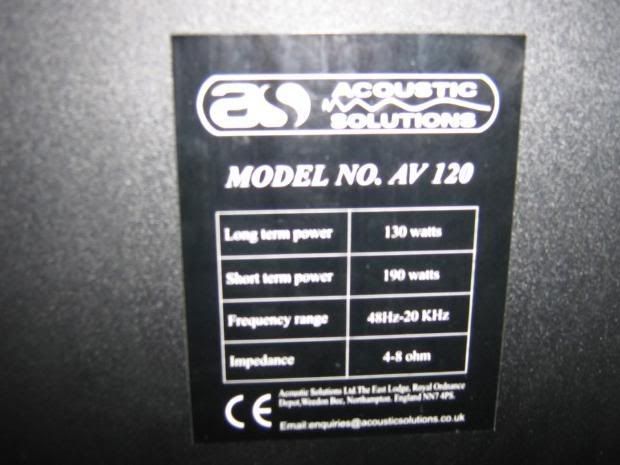 as ACOUSTIC
SOLUTIONS
MODEL NO. AV 120
Long term power 130 watts
Short term power 190 watts
Frequency range 48Hz-20 KHz
Impedance 4-8 ohm
CE
Acoustic Solutions Ltd.The East Lodge, Royal Ordnance
Depot,Weedon Bec, Northampton. England NN7 4PS.
Email:enquiries@acousticsolutions.co.uk